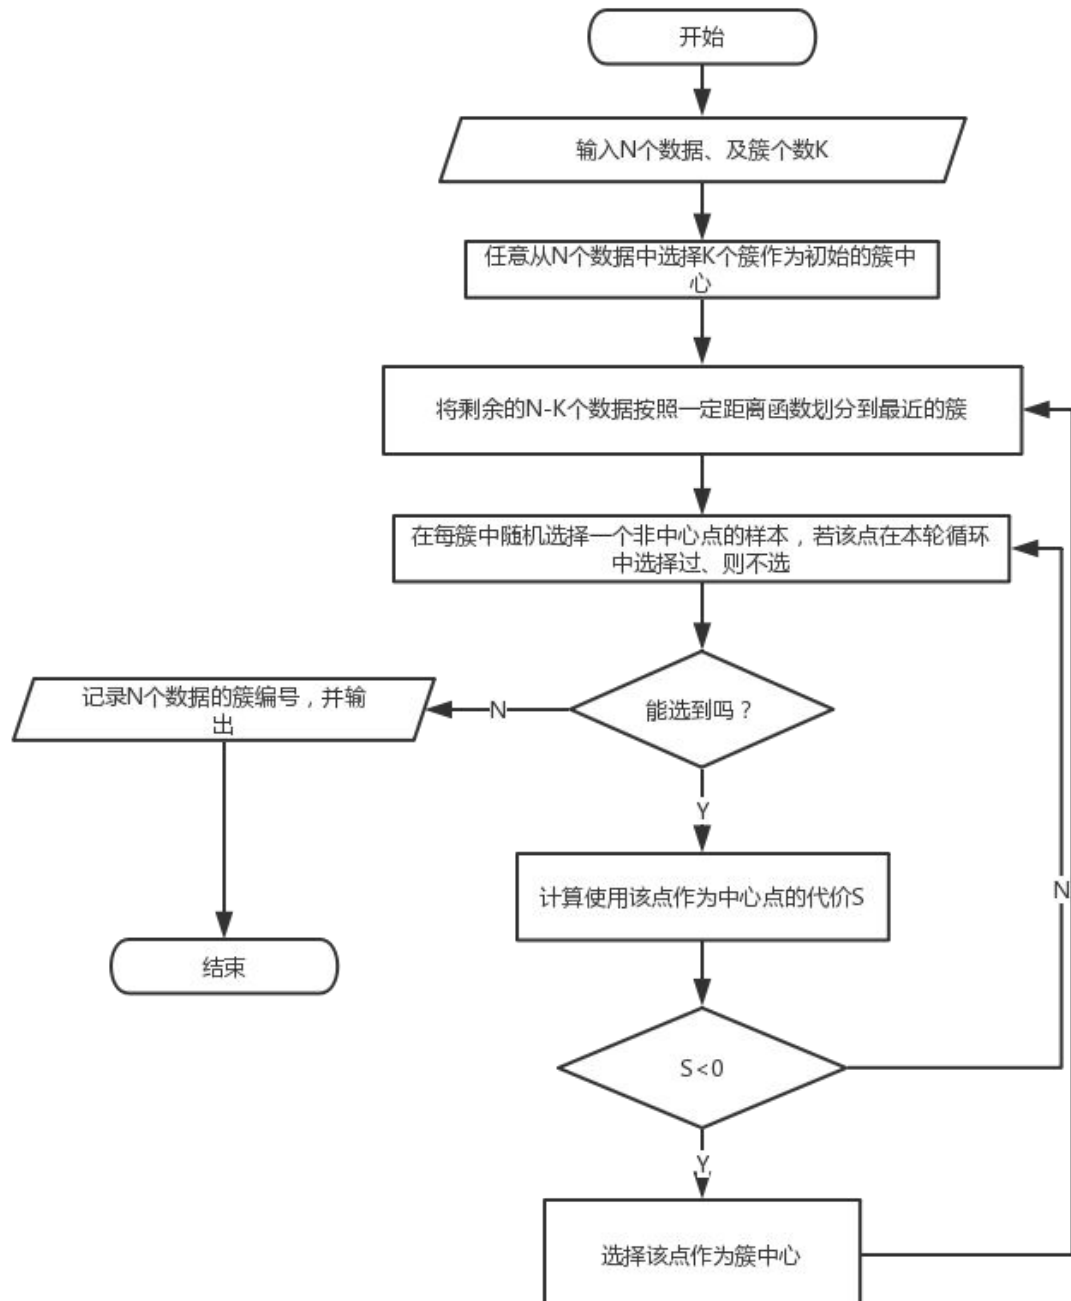 开始
输入N个数据、及簇个数K
任意从N个数据中选择K个簇作为初始的簇中
心
将剩余的N-K个数据按照一定距离函数划分到最近的簇
在每簇中随机选择一个非中心点的样本，若该点在本轮循环
中选择过、则不选
能选到吗？
N
记录N个数据的簇编号，并输
出
Y
计算使用该点作为中心点的代价S
N
结束
S<0
Y
选择该点作为簇中心